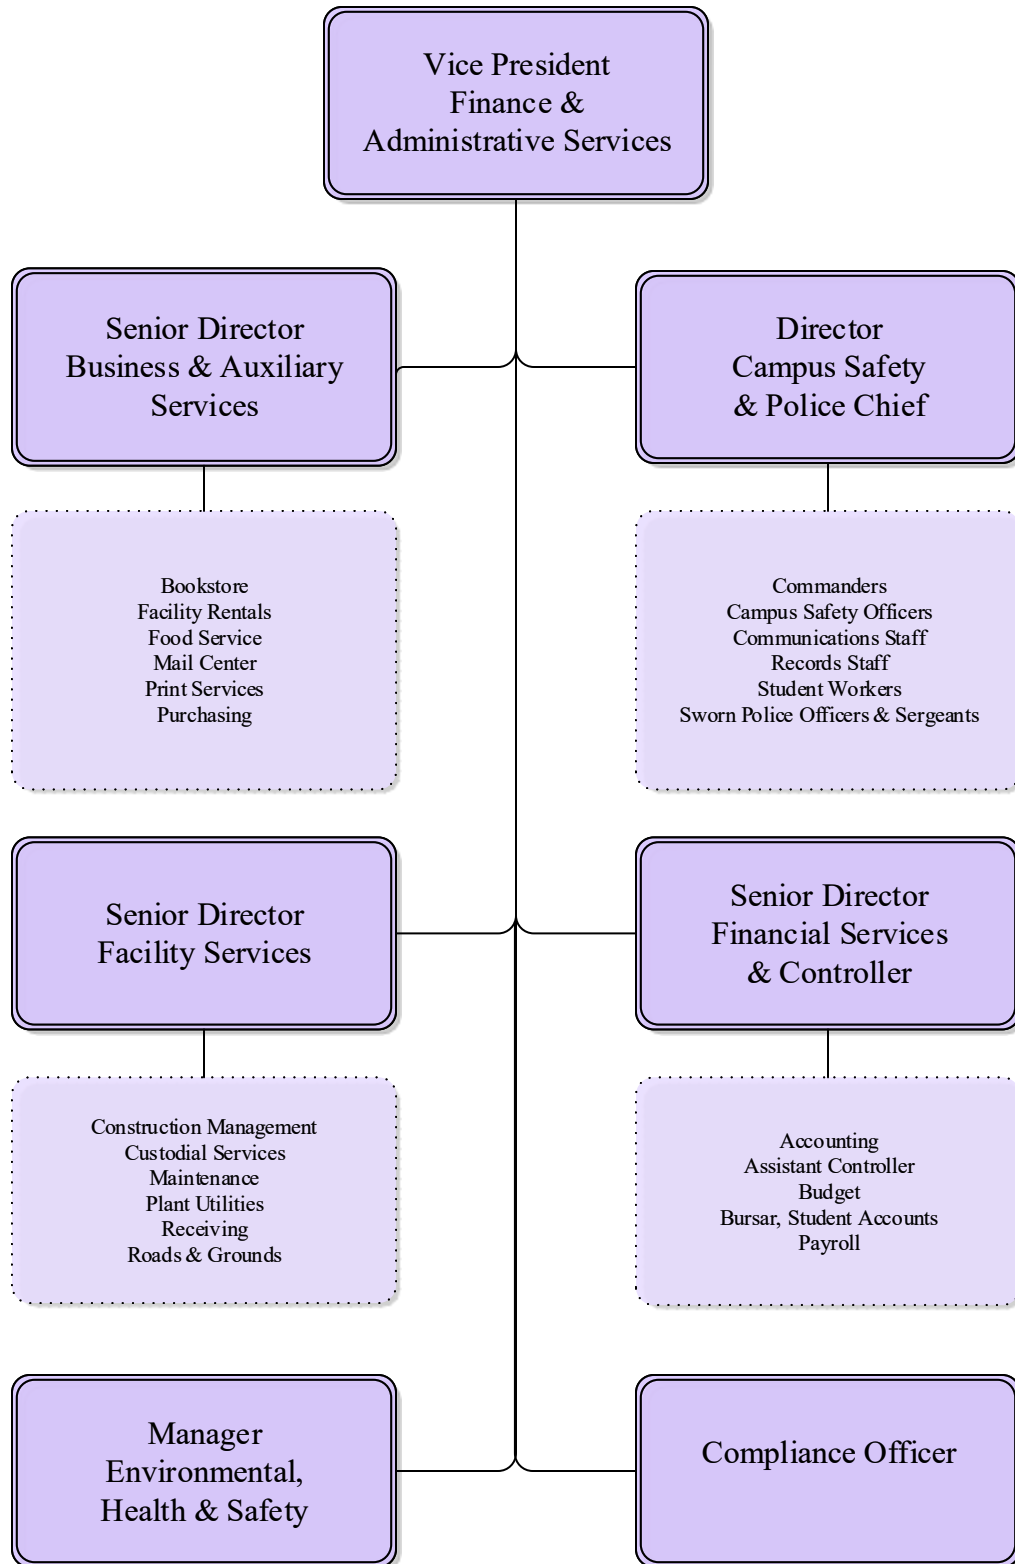 Vice President
Finance &
Administrative Services
Senior Director
Business & Auxiliary
Services
Director
Campus Safety
& Police Chief
Bookstore
Facility Rentals
Food Service
Mail Center
Print Services
Purchasing
Commanders
Campus Safety Officers
Communications Staff
Records Staff
Student Workers
Sworn Police Officers & Sergeants
Senior Director
Facility Services
Senior Director
Financial Services
& Controller
Construction Management
Custodial Services
Maintenance
Plant Utilities
Receiving
Roads & Grounds
Accounting
Assistant Controller
Budget
Bursar, Student Accounts
Payroll
Manager
Environmental,
Health & Safety
Compliance Officer